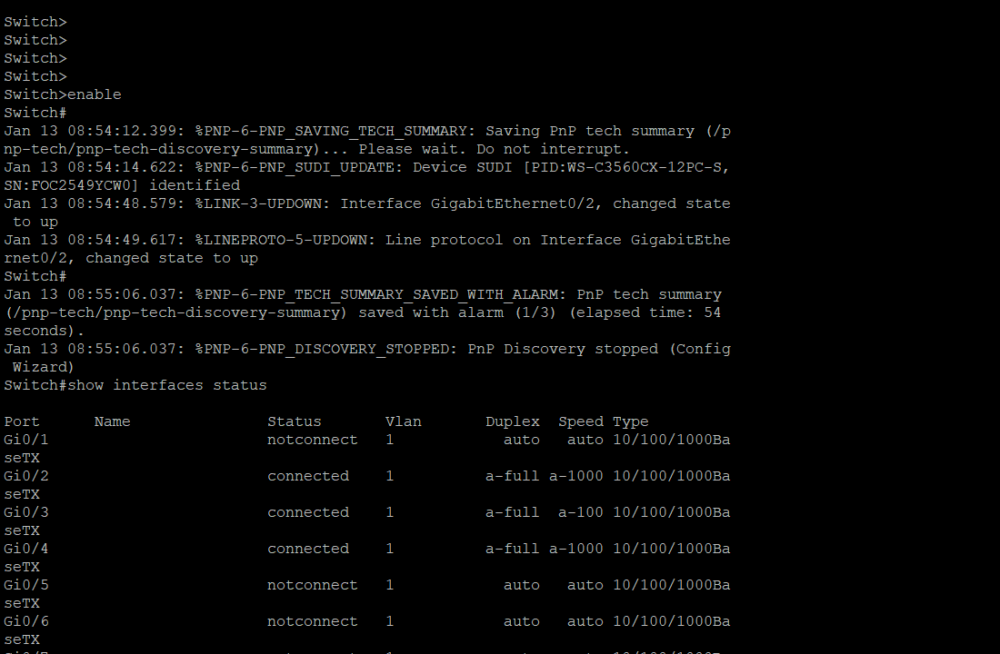 Switch>
Switch>
Switch>
Switch>
Switch>enable
Switch#
Jan 13 08:54:12.399: %PNP-6-PNP_SAVING_TECH_SUMMARY: Saving PnP tech summary (/p
np-tech/pnp-tech-discovery-summary)... Please wait. Do not interrupt.
Jan 13 08:54:14.622: %PNP-6-PNP_SUDI_UPDATE: Device SUDI [PID:WS-C3560CX-12PC-S,
SN:FOC2549YCW0] identified
Jan 13 08:54:48.579: %LINK-3-UPDOWN: Interface GigabitEthernet0/2, changed state
 to up
Jan 13 08:54:49.617: %LINEPROTO-5-UPDOWN: Line protocol on Interface GigabitEthe
rnet0/2, changed state to up
Switch#
Jan 13 08:55:06.037: %PNP-6-PNP_TECH_SUMMARY_SAVED_WITH_ALARM: PnP tech summary
(/pnp-tech/pnp-tech-discovery-summary) saved with alarm (1/3) (elapsed time: 54
seconds).
Jan 13 08:55:06.037: %PNP-6-PNP_DISCOVERY_STOPPED: PnP Discovery stopped (Config
 Wizard)
Switch#show interfaces status
Port      Name               Status       Vlan       Duplex  Speed Type
Gi0/1                        notconnect   1            auto   auto 10/100/1000Ba
seTX
Gi0/2                        connected    1          a-full a-1000 10/100/1000Ba
seTX
Gi0/3                        connected    1          a-full  a-100 10/100/1000Ba
seTX
Gi0/4                        connected    1          a-full a-1000 10/100/1000Ba
seTX
Gi0/5                        notconnect   1            auto   auto 10/100/1000Ba
seTX
Gi0/6                        notconnect   1            auto   auto 10/100/1000Ba
seTX